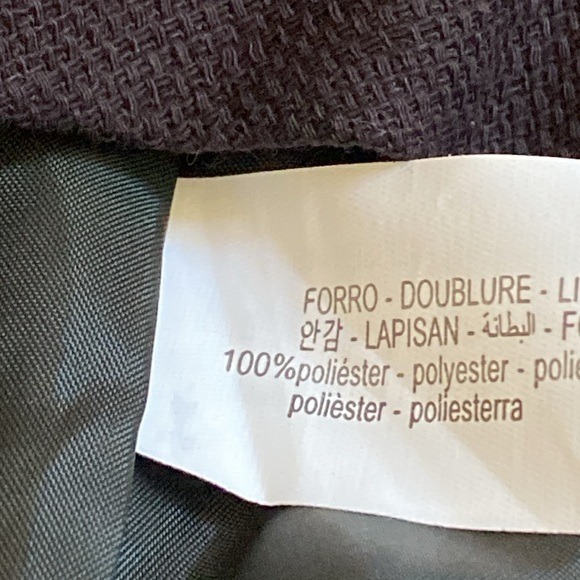 FORRO - DOUBLURE - LI
안감 - LAPISAN - البطانة - F
100%poliéster - polyester - polie
polièster - poliesterra